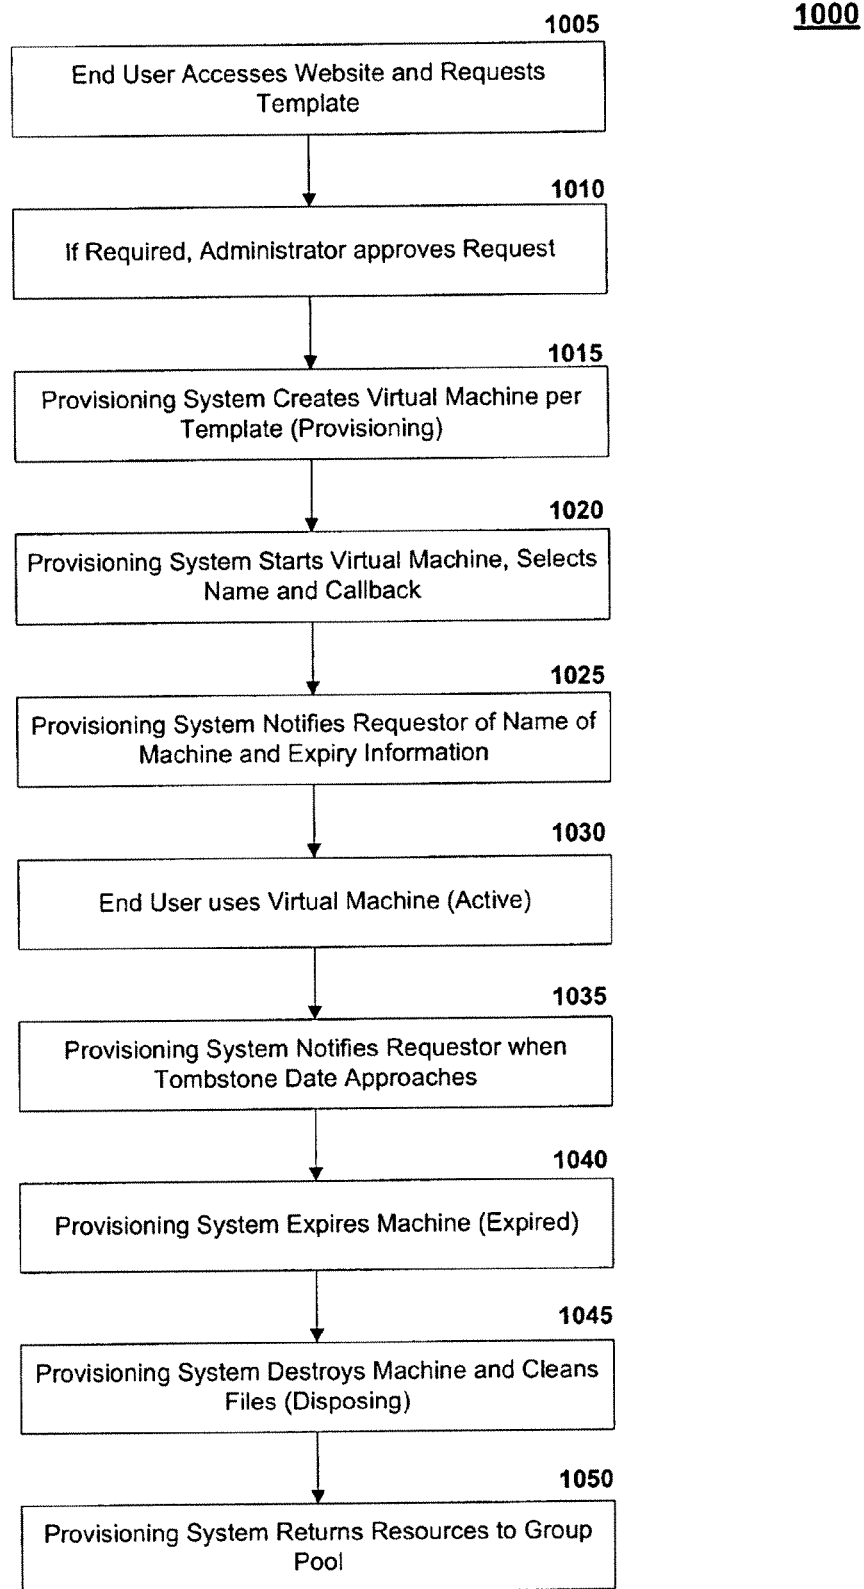 1000
1005
End User Accesses Website and Requests
Template
1010
If Required, Administrator approves Request
1015
Provisioning System Creates Virtual Machine per
Template (Provisioning)
1020
Provisioning System Starts Virtual Machine, Selects
Name and Callback
1025
Provisioning System Notifies Requestor of Name of
Machine and Expiry Information
1030
End User uses Virtual Machine (Active)
1035
Provisioning System Notifies Requestor when
Tombstone Date Approaches
1040
Provisioning System Expires Machine (Expired)
1045
Provisioning System Destroys Machine and Cleans
Files (Disposing)
1050
Provisioning System Returns Resources to Group
Pool